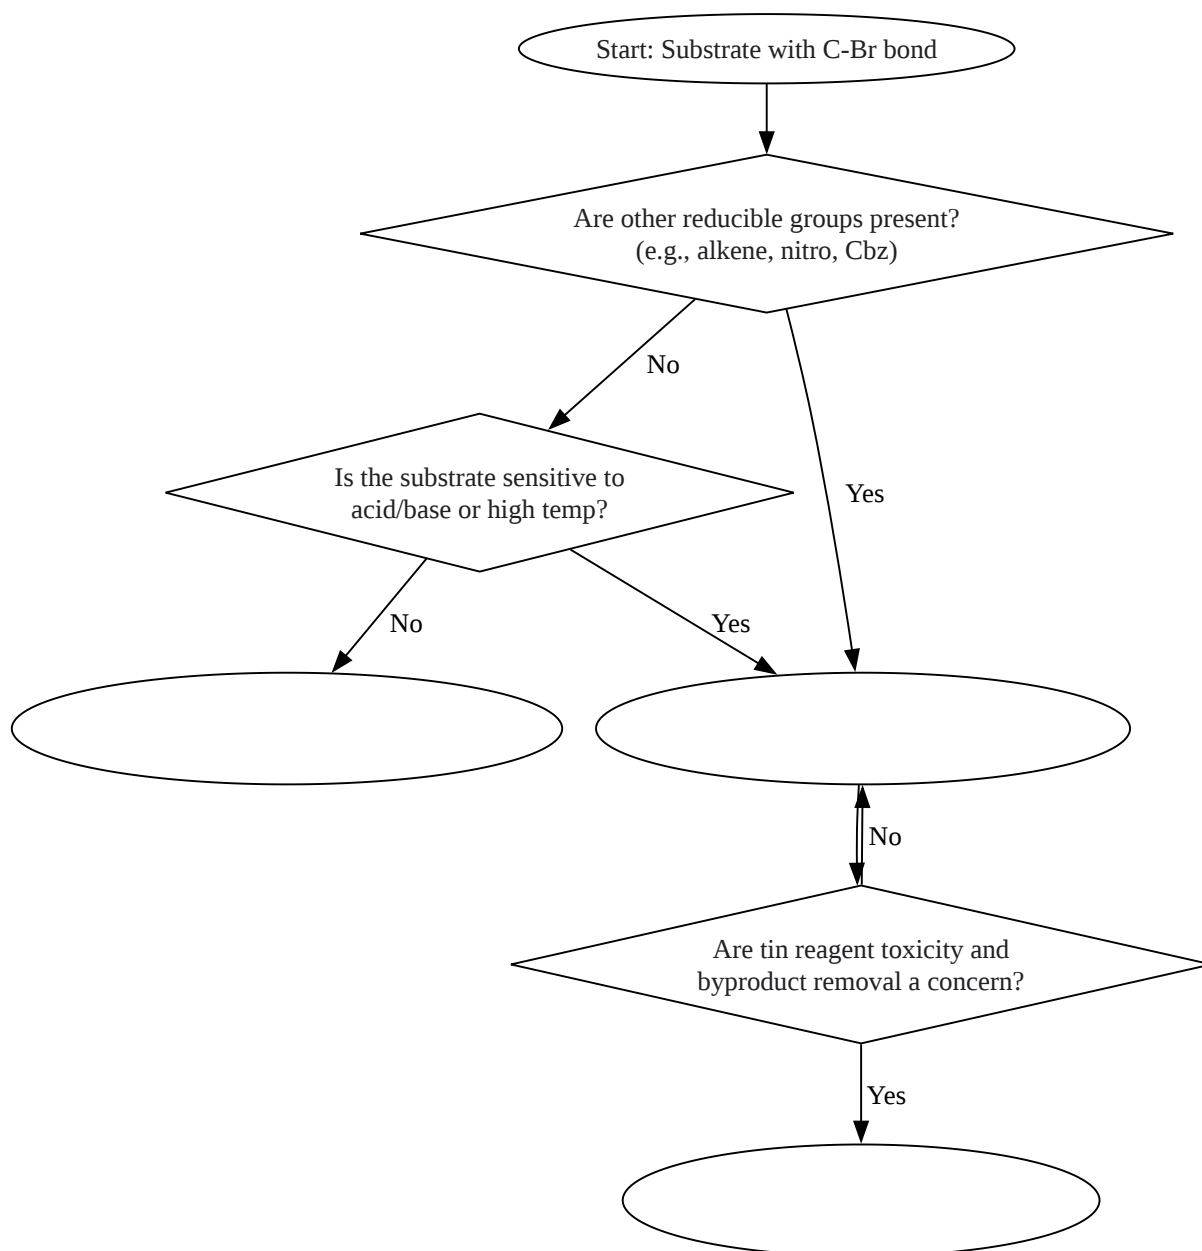 Start: Substrate with C-Br bond
Are other reducible groups present?
(e.g., alkene, nitro, Cbz)
No
Is the substrate sensitive to
acid/base or high temp?
Yes
No
Yes
No
Are tin reagent toxicity and
byproduct removal a concern?
Yes